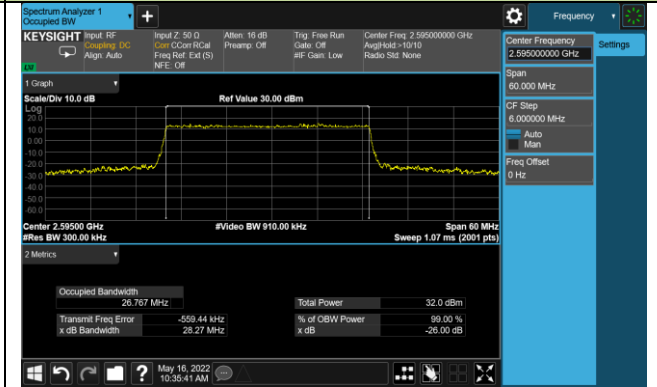 Spectrum Analyzer 1
Occupied BW
Frequency
KEYSIGHT
Input: RF
Coupling: DC
Align: Auto
Input Z: 50 Ω
Corr CCorr RCal
Freq Ref: Ext (S)
NFE: Off
Atten: 16 dB
Preamp: Off
Trig: Free Run
Gate: Off
#IF Gain: Low
Center Freq: 2.595000000 GHz
Avg|Hold:>10/10
Radio Std: None
Center Frequency
2.595000000 GHz
Settings
Span
60.000 MHz
CF Step
6.000000 MHz
Auto
Man
Freq Offset
0 Hz
1 Graph
Scale/Div 10.0 dB
Ref Value 30.00 dBm
Log
20.0
10.0
0.00
-10.0
-20.0
-30.0
-40.0
-50.0
-60.0
Center 2.59500 GHz
#Video BW 910.00 kHz
Span 60 MHz
#Res BW 300.00 kHz
Sweep 1.07 ms (2001 pts)
2 Metrics
Occupied Bandwidth
26.767 MHz
Total Power
32.0 dBm
Transmit Freq Error
-559.44 kHz
% of OBW Power
99.00 %
x dB Bandwidth
28.27 MHz
x dB
-26.00 dB
May 16, 2022
10:35:41 AM